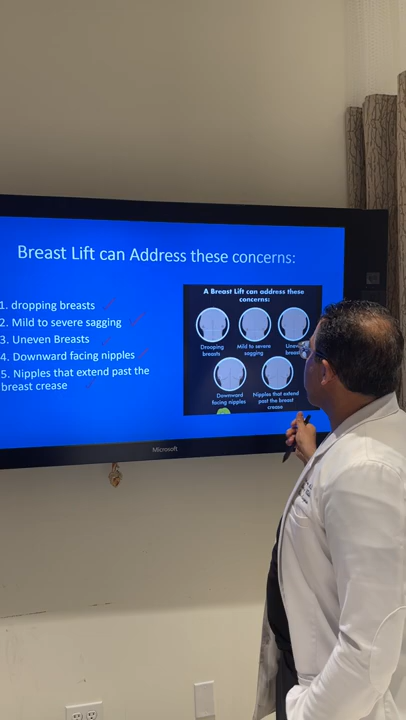 Breast Lift can Address these concerns:
1. dropping breasts
2. Mild to severe sagging
3. Uneven Breasts
4. Downward facing nipples
5. Nipples that extend past the
breast crease
A Breast Lift can address these
concerns:
Drooping
breasts
Mild to severe
sagging
Downward
facing nipples
Nipples that extend
past the breast
crease
Microsoft